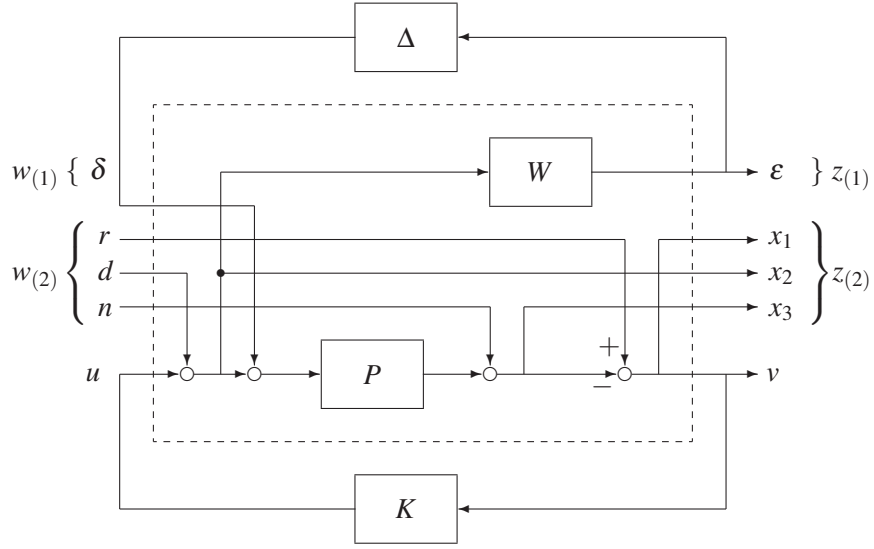 Δ
w(1) { δ
W
ε } z(1)
w(2) { r
d
n
x1
x2
x3
} z(2)
u
P
+
−
v
K